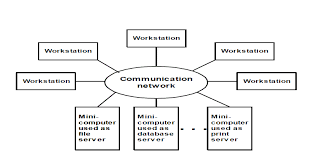 Workstation
Workstation
Workstation
Workstation
Workstation
Communication
network
Mini-
computer
used as
file
server
Mini-
computer
used as
database
server
Mini-
computer
used as
print
server